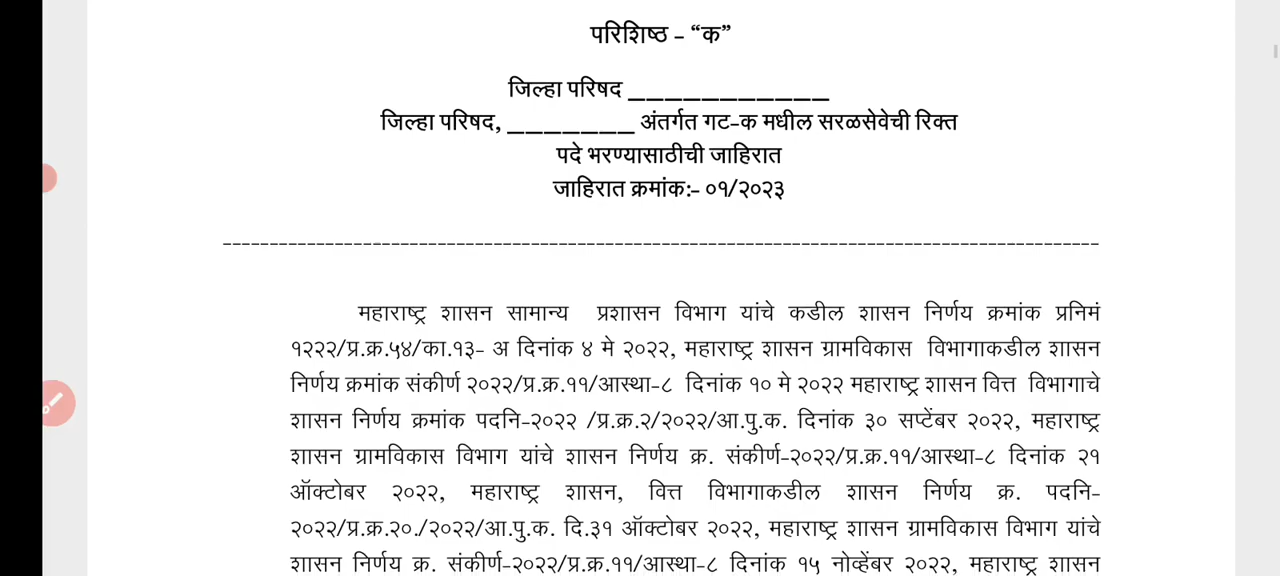 परिशिष्ठ - “क”
जिल्हा परिषद ___________
जिल्हा परिषद, _______ अंतर्गत गट-क मधील सरळसेवेची रिक्त
पदे भरण्यासाठीची जाहिरात
जाहिरात क्रमांक:- ०१/२०२३
महाराष्ट्र शासन सामान्य प्रशासन विभाग यांचे कडील शासन निर्णय क्रमांक प्रनिमं
१२२२/प्र.क्र.५४/का.१३- अ दिनांक ४ मे २०२२, महाराष्ट्र शासन ग्रामविकास विभागाकडील शासन
निर्णय क्रमांक संकीर्ण २०२२/प्र.क्र.११/आस्था-८ दिनांक १० मे २०२२ महाराष्ट्र शासन वित्त विभागाचे
शासन निर्णय क्रमांक पदनि-२०२२ /प्र.क्र.२/२०२२/आ.पु.क. दिनांक ३० सप्टेंबर २०२२, महाराष्ट्र
शासन ग्रामविकास विभाग यांचे शासन निर्णय क्र. संकीर्ण-२०२२/प्र.क्र.११/आस्था-८ दिनांक २१
ऑक्टोबर २०२२, महाराष्ट्र शासन, वित्त विभागाकडील शासन निर्णय क्र. पदनि-
२०२२/प्र.क्र.२०./२०२२/आ.पु.क. दि.३१ ऑक्टोबर २०२२, महाराष्ट्र शासन ग्रामविकास विभाग यांचे
शासन निर्णय क्र. संकीर्ण-२०२२/प्र.क्र.११/आस्था-८ दिनांक १५ नोव्हेंबर २०२२, महाराष्ट्र शासन